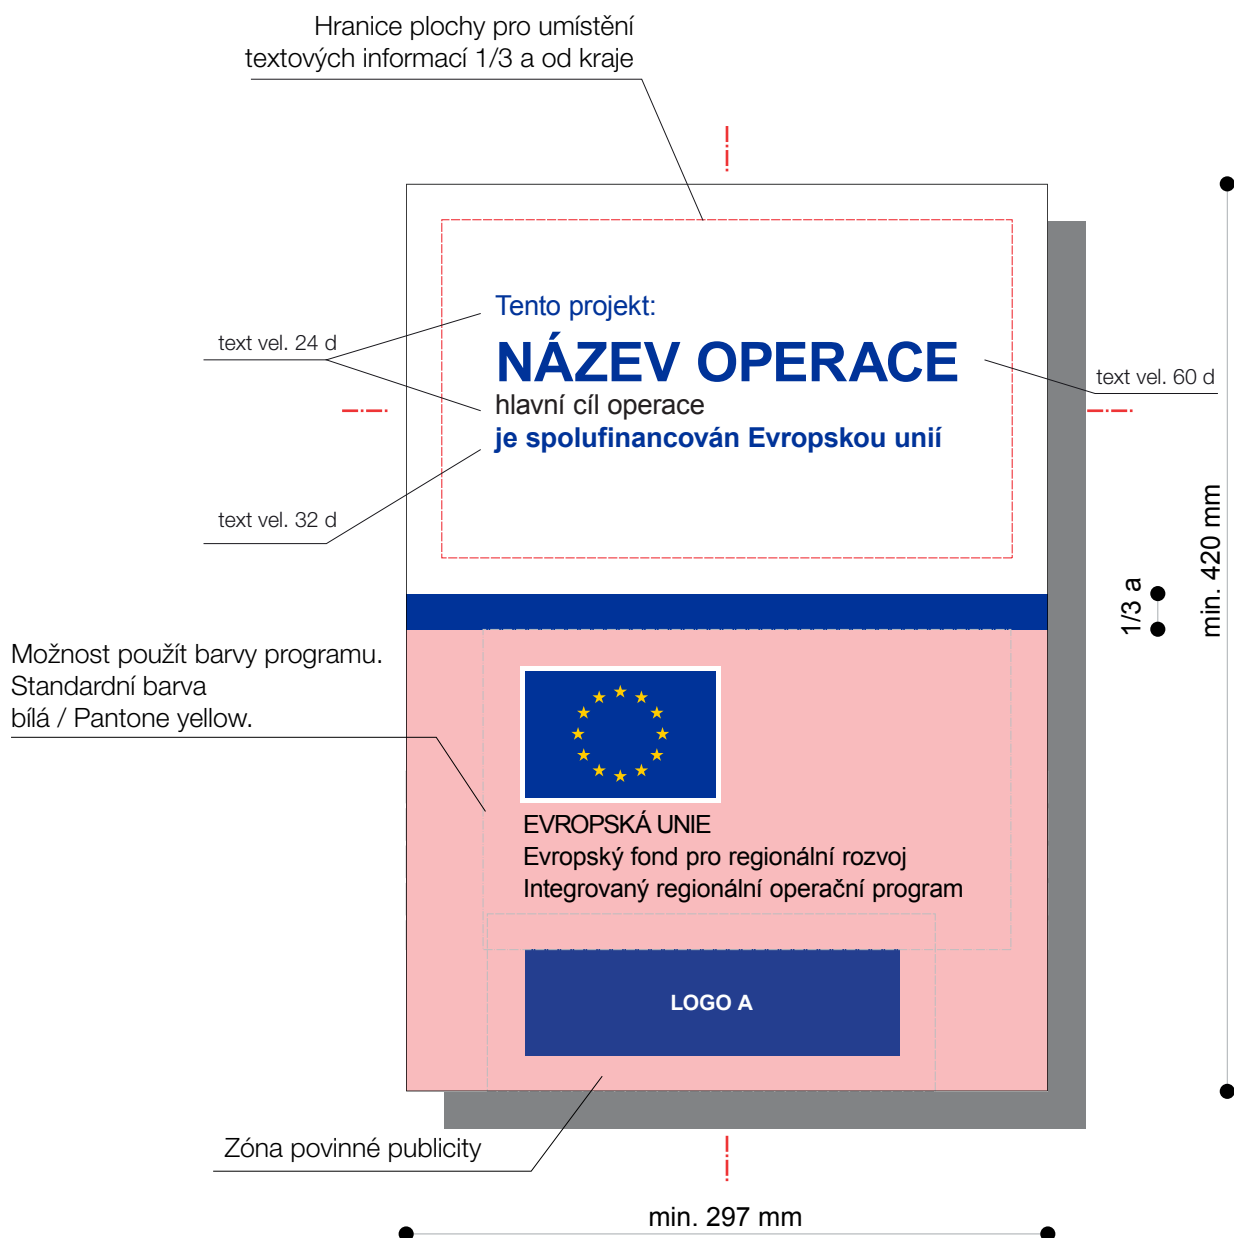 Hranice plochy pro umístění
textových informací 1/3 a od kraje
Tento projekt:
text vel. 24 d
NÁZEV OPERACE
text vel. 60 d
hlavní cíl operace
je spolufinancován Evropskou unií
text vel. 32 d
min. 420 mm
1/3 a
Možnost použít barvy programu.
Standardní barva
bílá / Pantone yellow.
EVROPSKÁ UNIE
Evropský fond pro regionální rozvoj
Integrovaný regionální operační program
LOGO A
Zóna povinné publicity
min. 297 mm